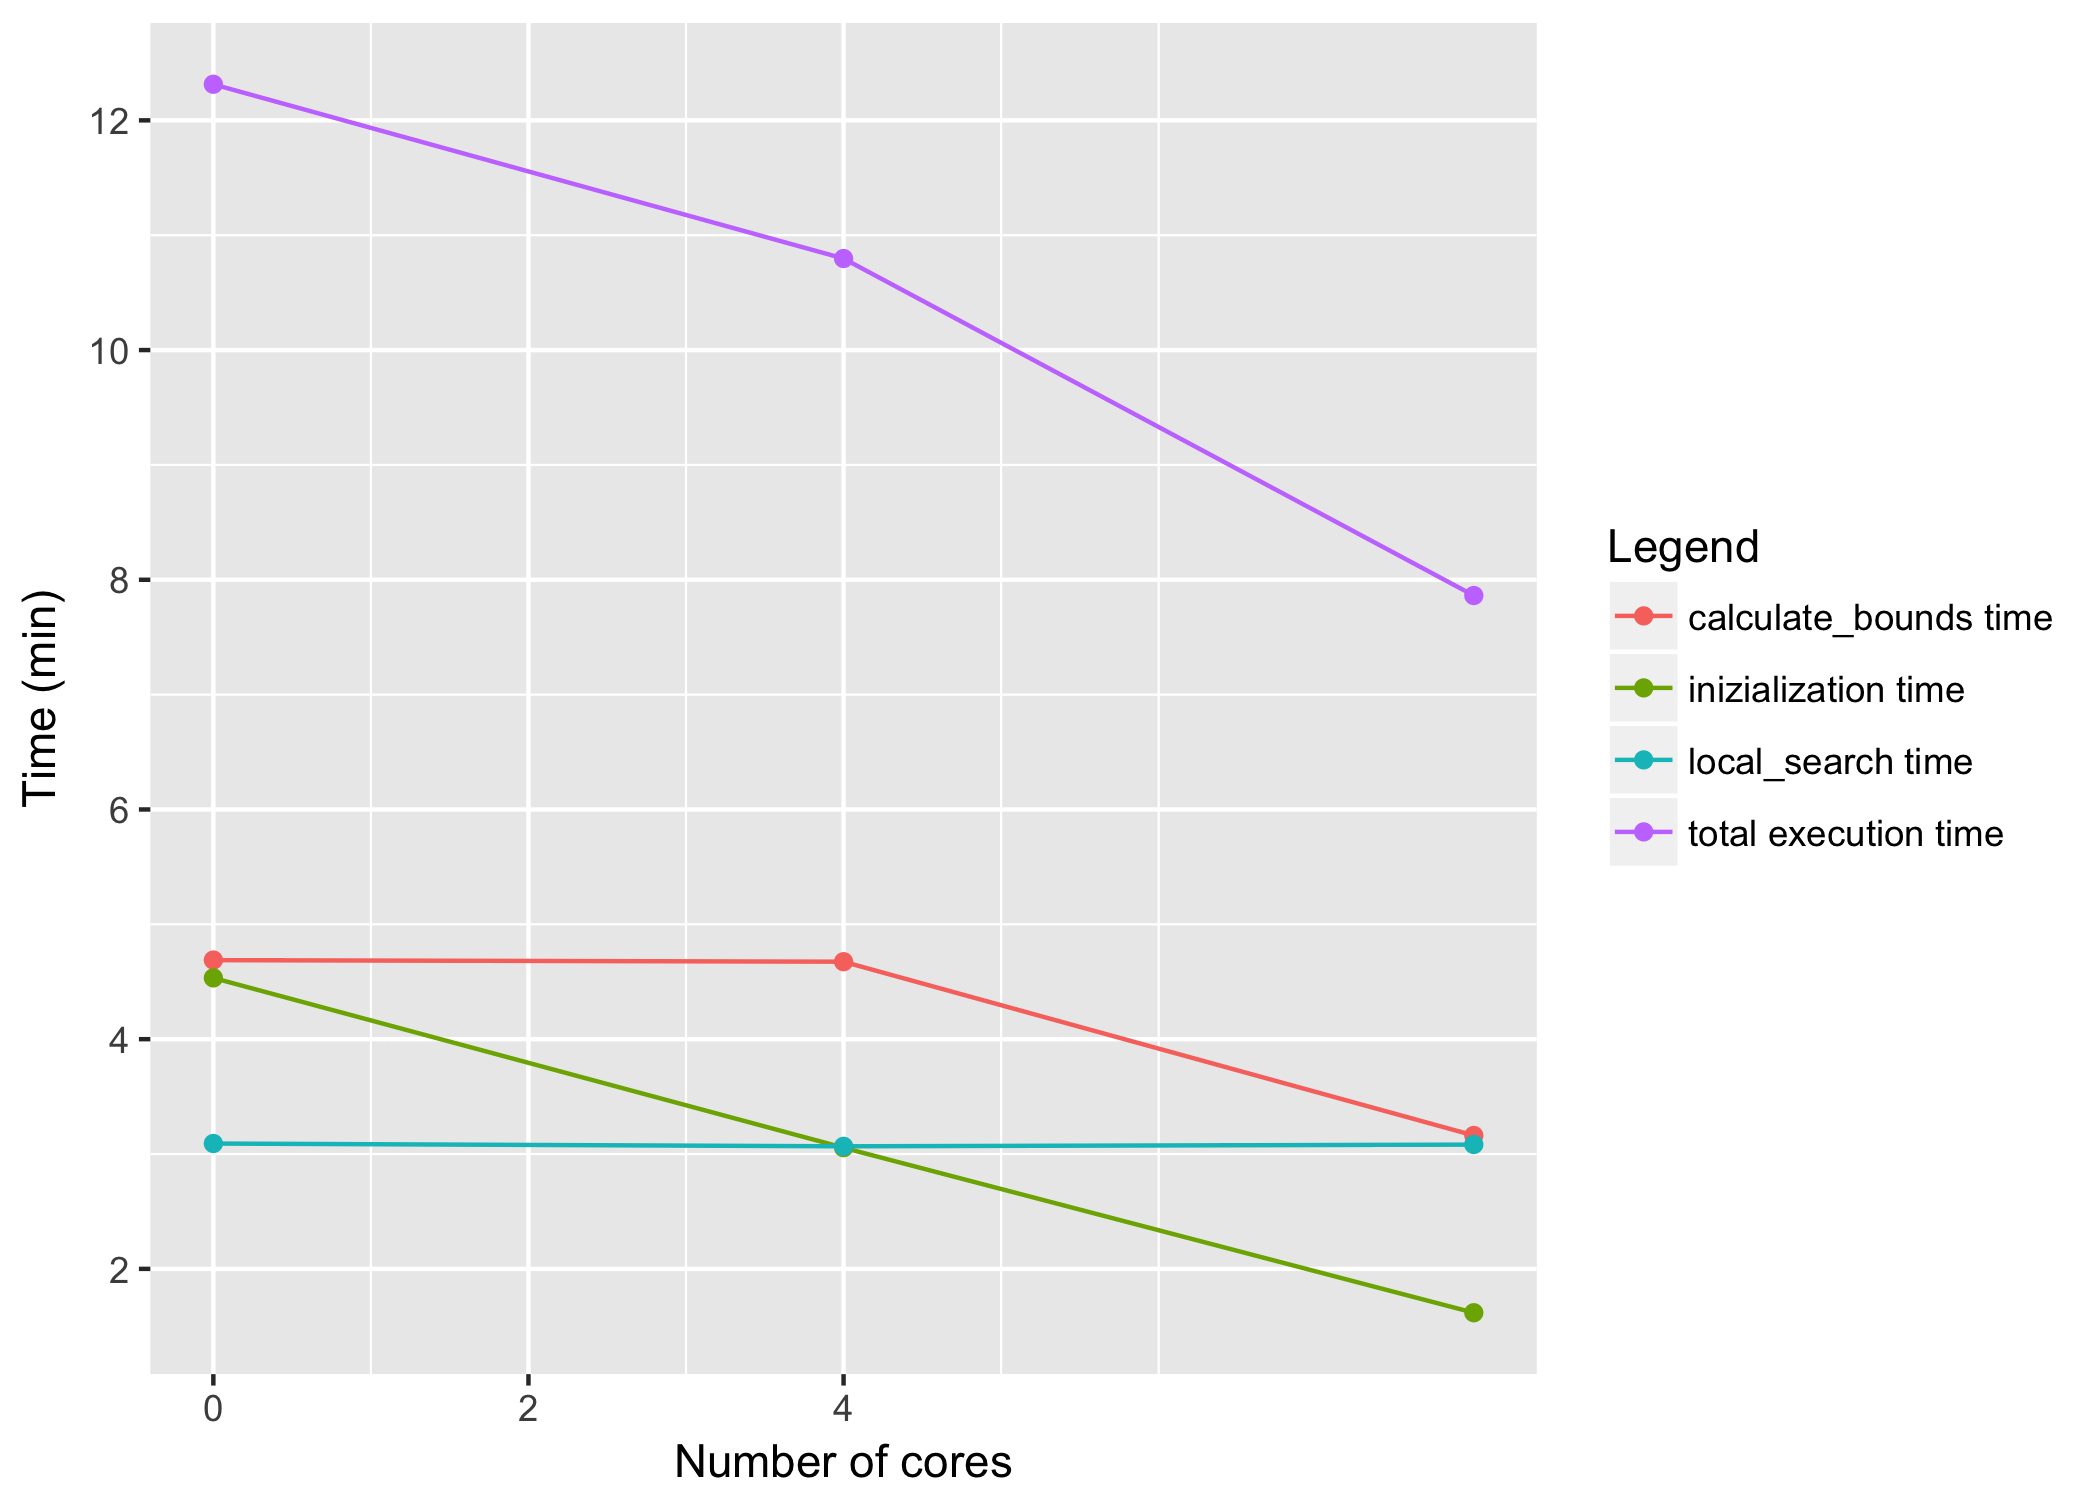 12
10
8
6
4
2
Time (min)
0 2 4
Number of cores
Legend
calculate_bounds time
inizialization time
local_search time
total execution time